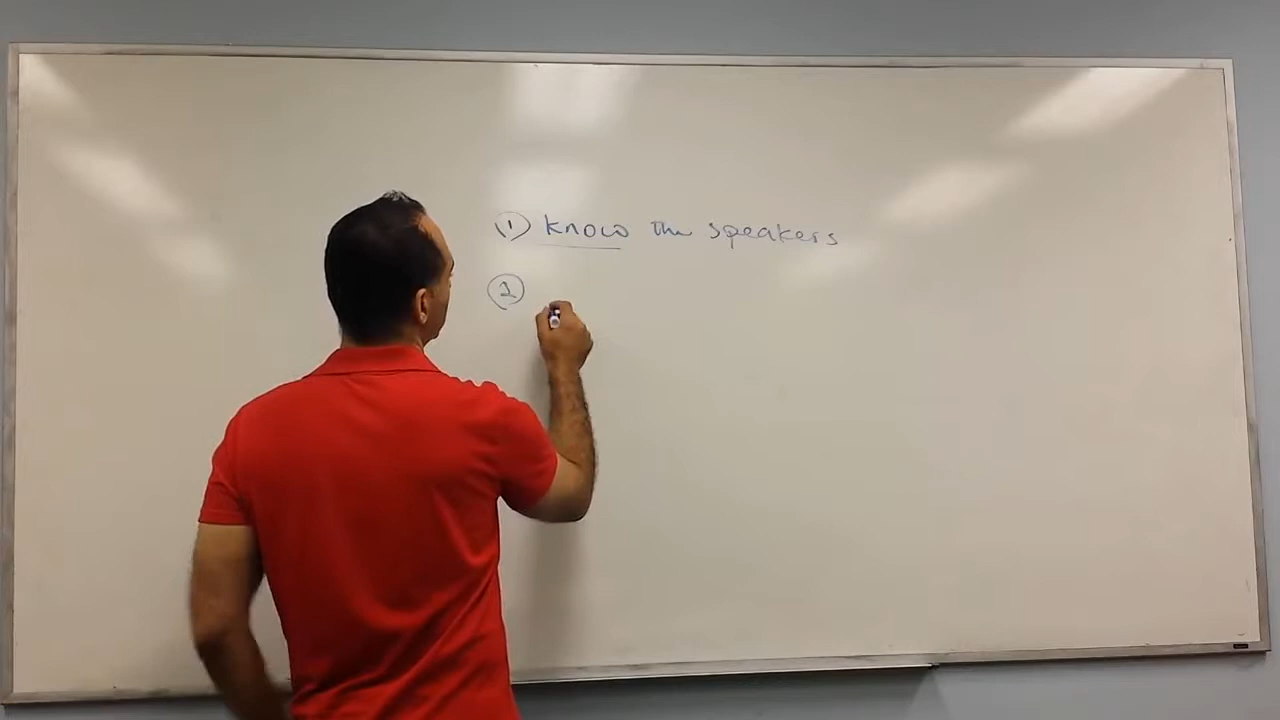 ① know the speakers
②